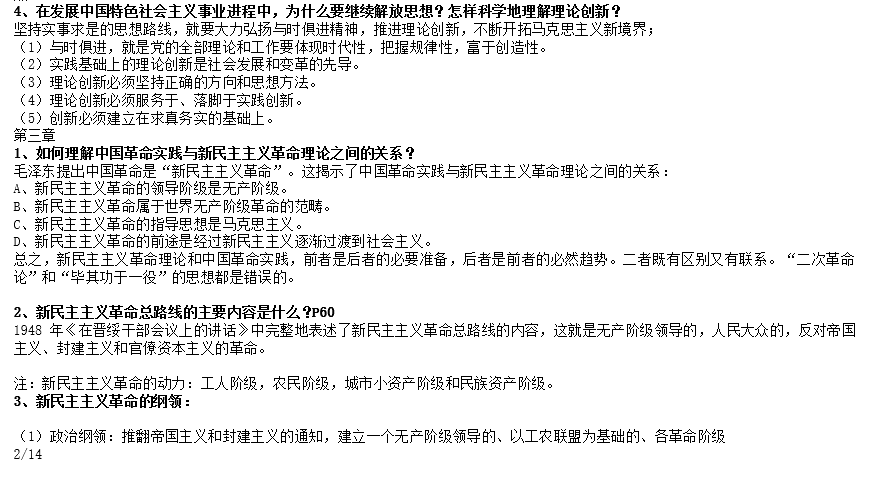 4、在发展中国特色社会主义事业进程中，为什么要继续解放思想？怎样科学地理解理论创新？
坚持实事求是的思想路线，就要大力弘扬与时俱进精神，推进理论创新，不断开拓马克思主义新境界；
（1）与时俱进，就是党的全部理论和工作要体现时代性，把握规律性，富于创造性。
（2）实践基础上的理论创新是社会发展和变革的先导。
（3）理论创新必须坚持正确的方向和思想方法。
（4）理论创新必须服务于、落脚于实践创新。
（5）创新必须建立在求真务实的基础上。
第三章
1、如何理解中国革命实践与新民主主义革命理论之间的关系？
毛泽东提出中国革命是“新民主主义革命”。这揭示了中国革命实践与新民主主义革命理论之间的关系：
A、新民主主义革命的领导阶级是无产阶级。
B、新民主主义革命属于世界无产阶级革命的范畴。
C、新民主主义革命的指导思想是马克思主义。
D、新民主主义革命的前途是经过新民主主义逐渐过渡到社会主义。
总之，新民主主义革命理论和中国革命实践，前者是后者的必要准备，后者是前者的必然趋势。二者既有区别又有联系。“二次革命
论”和“毕其功于一役”的思想都是错误的。
2、新民主主义革命总路线的主要内容是什么？P60
1948 年《在晋绥干部会议上的讲话》中完整地表述了新民主主义革命总路线的内容，这就是无产阶级领导的，人民大众的，反对帝国
主义、封建主义和官僚资本主义的革命。
注：新民主主义革命的动力：工人阶级，农民阶级，城市小资产阶级和民族资产阶级。
3、新民主主义革命的纲领：
（1）政治纲领：推翻帝国主义和封建主义的通知，建立一个无产阶级领导的、以工农联盟为基础的、各革命阶级
2/14